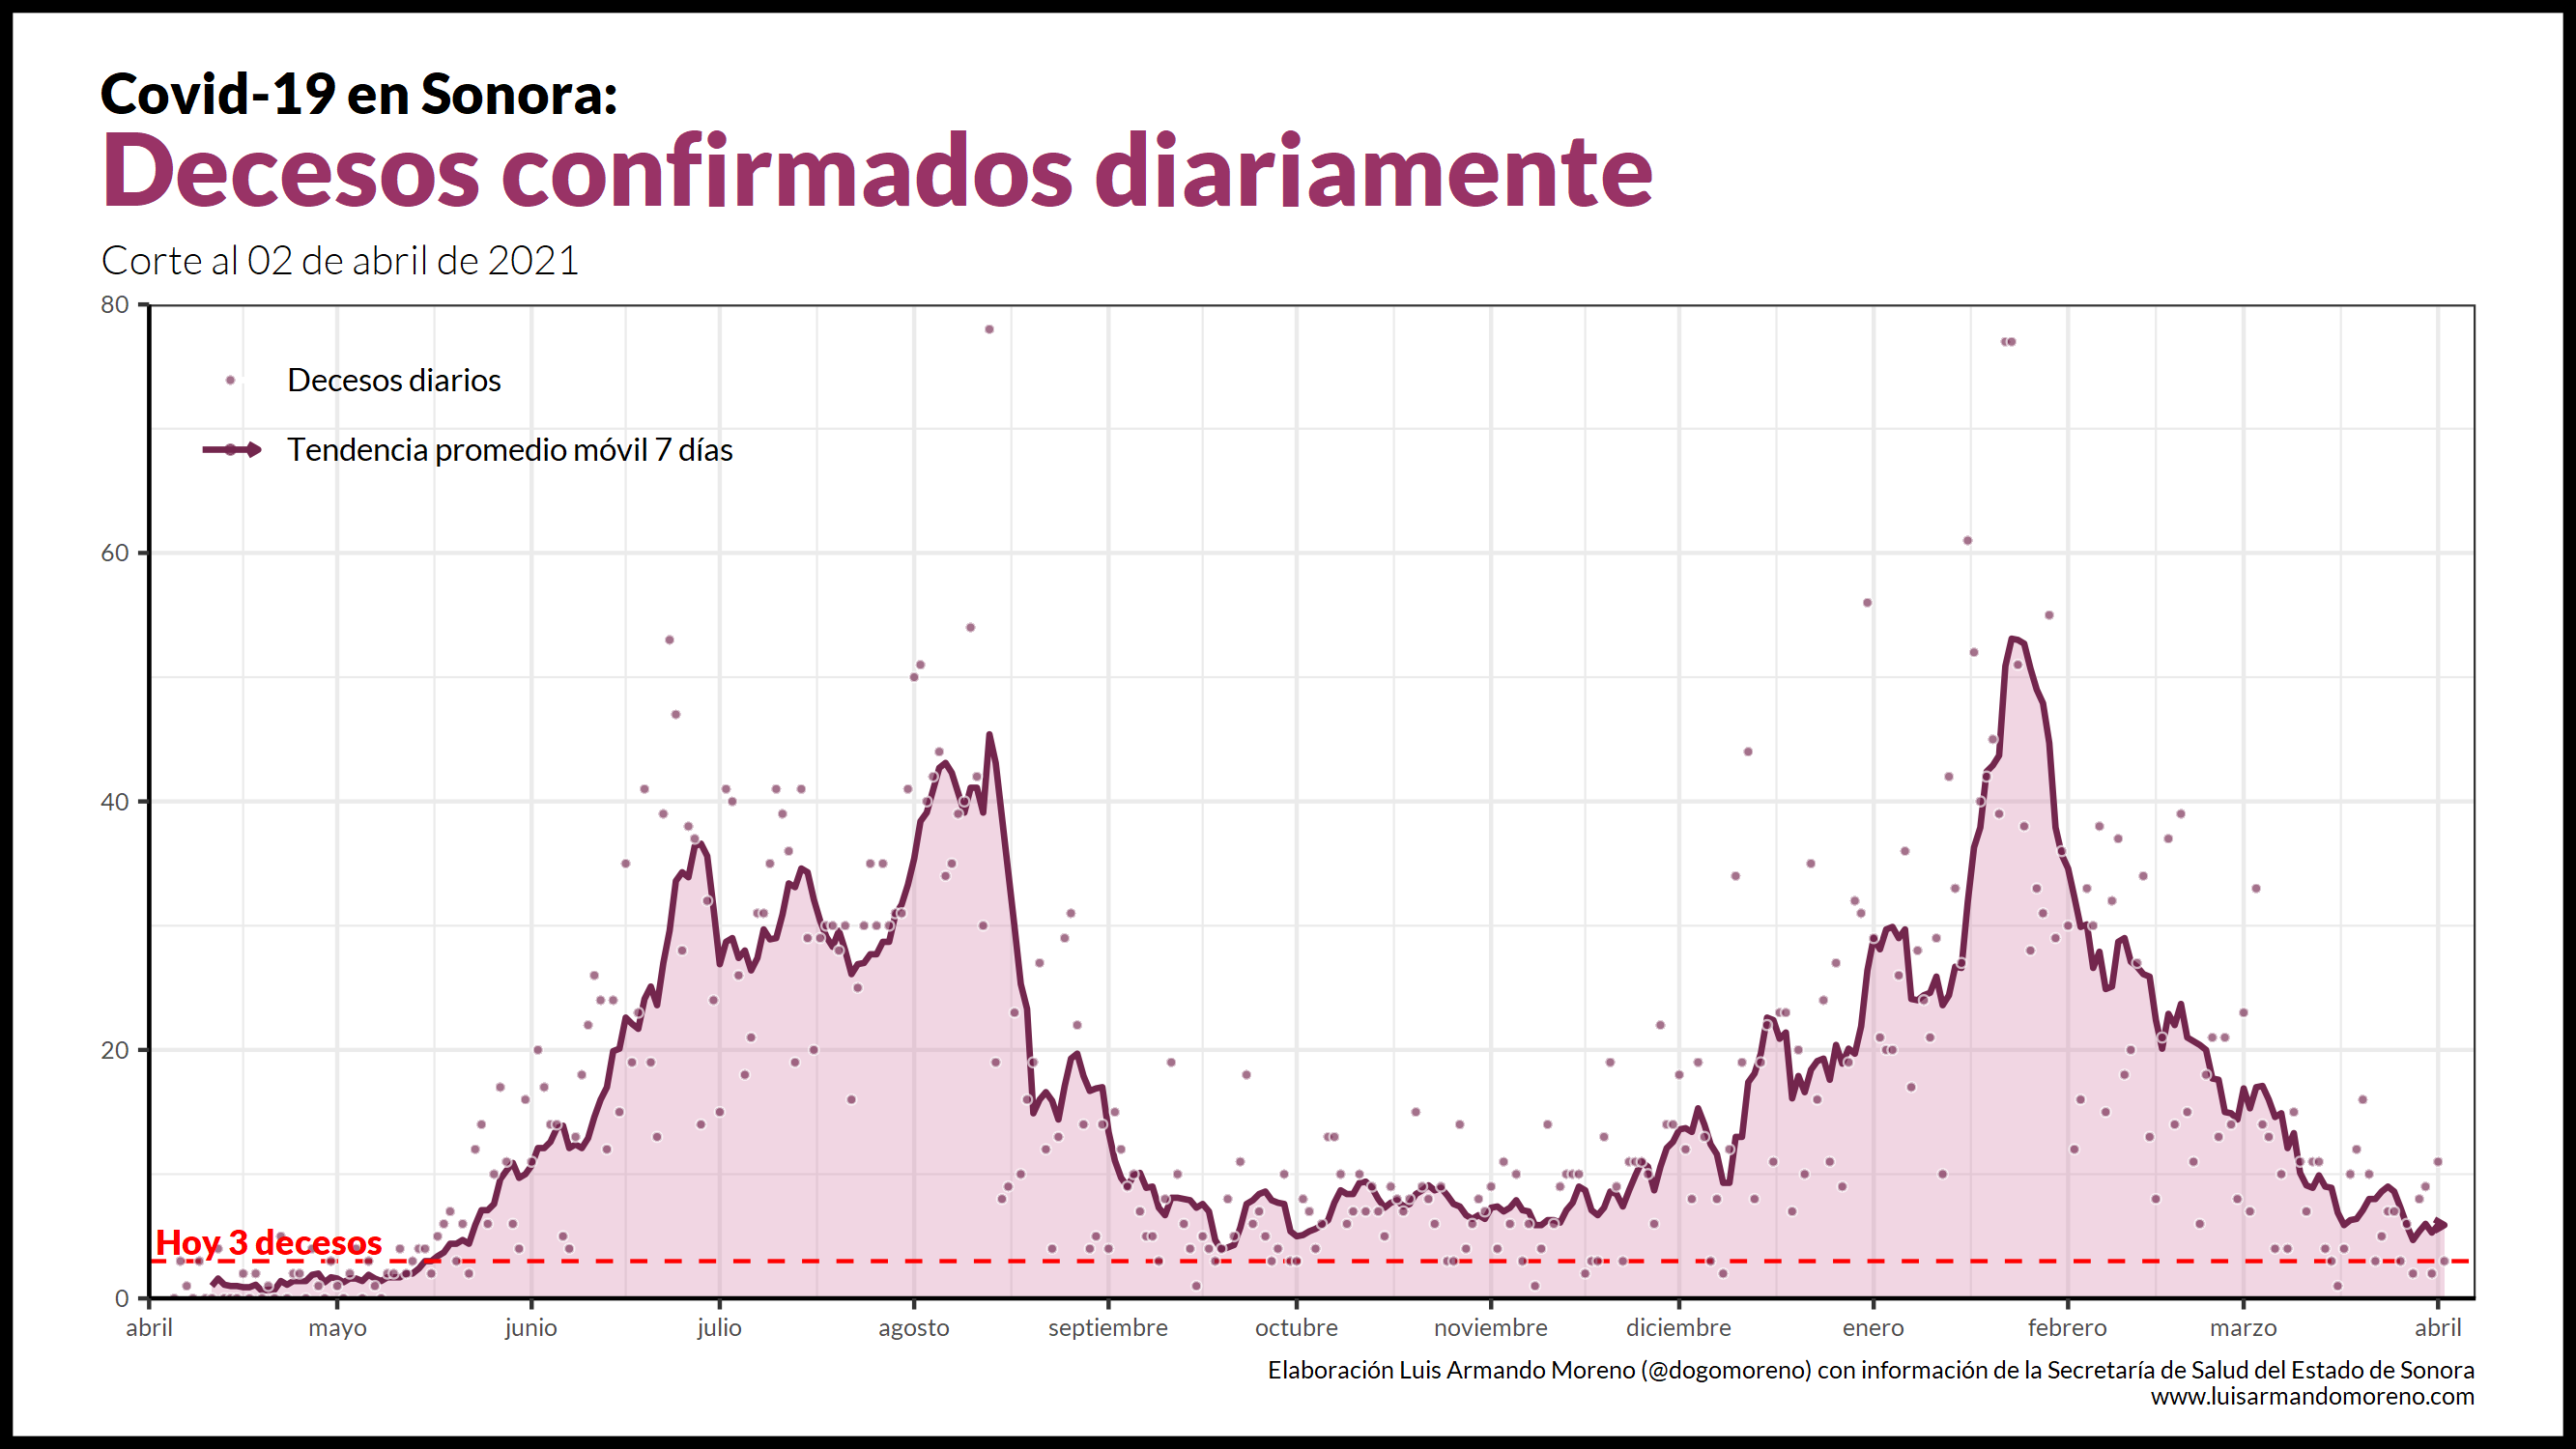 Covid-19 en Sonora:
Decesos confirmados diariamente
Corte al 02 de abril de 2021
80
60
40
20
0
Decesos diarios
Tendencia promedio móvil 7 días
Hoy 3 decesos
abril mayo junio julio agosto septiembre octubre noviembre diciembre enero febrero marzo abril
Elaboración Luis Armando Moreno (@dogomoreno) con información de la Secretaría de Salud del Estado de Sonora
www.luisarmandomoreno.com